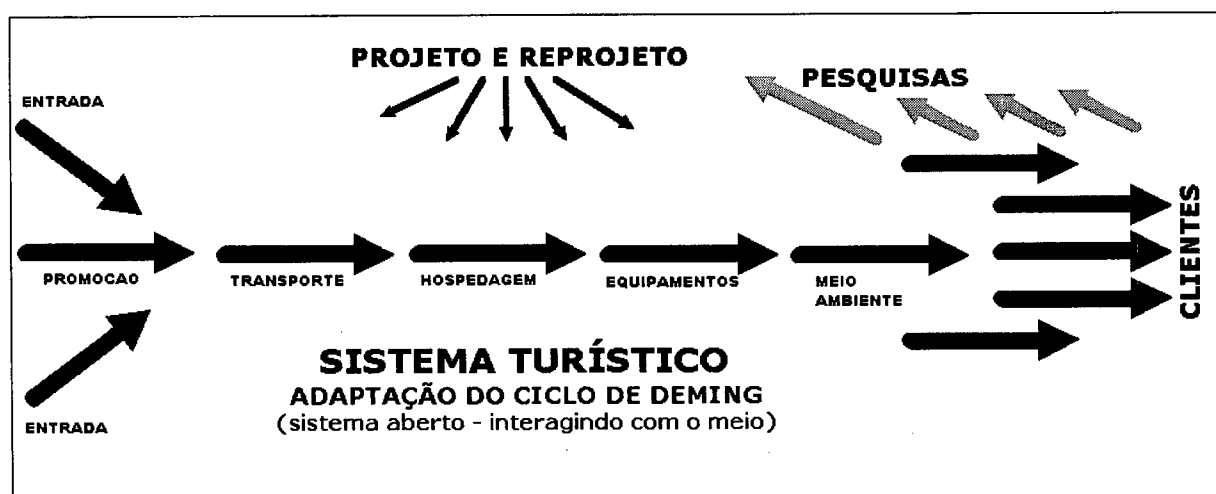 PROJETO E REPROJETO
PESQUISAS
ENTRADA
PROMOCAO
TRANSPORTE
HOSPEDAGEM
EQUIPAMENTOS
MEIO
AMBIENTE
CLIENTES
ENTRADA
SISTEMA TURÍSTICO
ADAPTAÇÃO DO CICLO DE DEMING
(sistema aberto - interagindo com o meio)